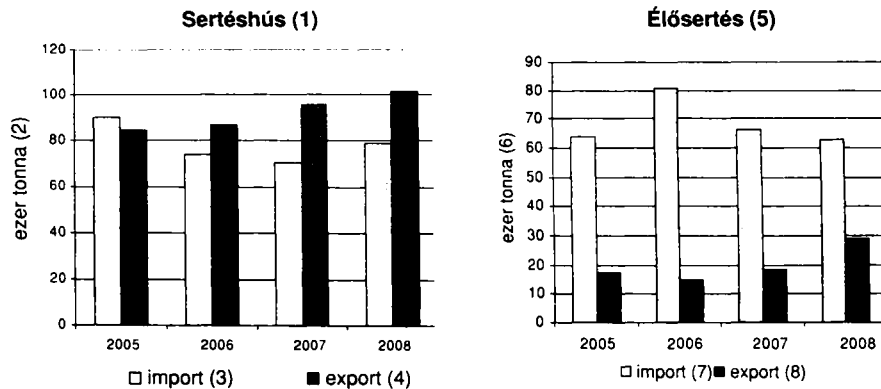 Sertéshús (1)
120
100
80
60
40
20
0
ezer tonna (2)
2005 2006 2007 2008
import (3) export (4)
Élősertés (5)
90
80
70
60
50
40
30
20
10
0
ezer tonna (6)
2005 2006 2007 2008
import (7) export (8)